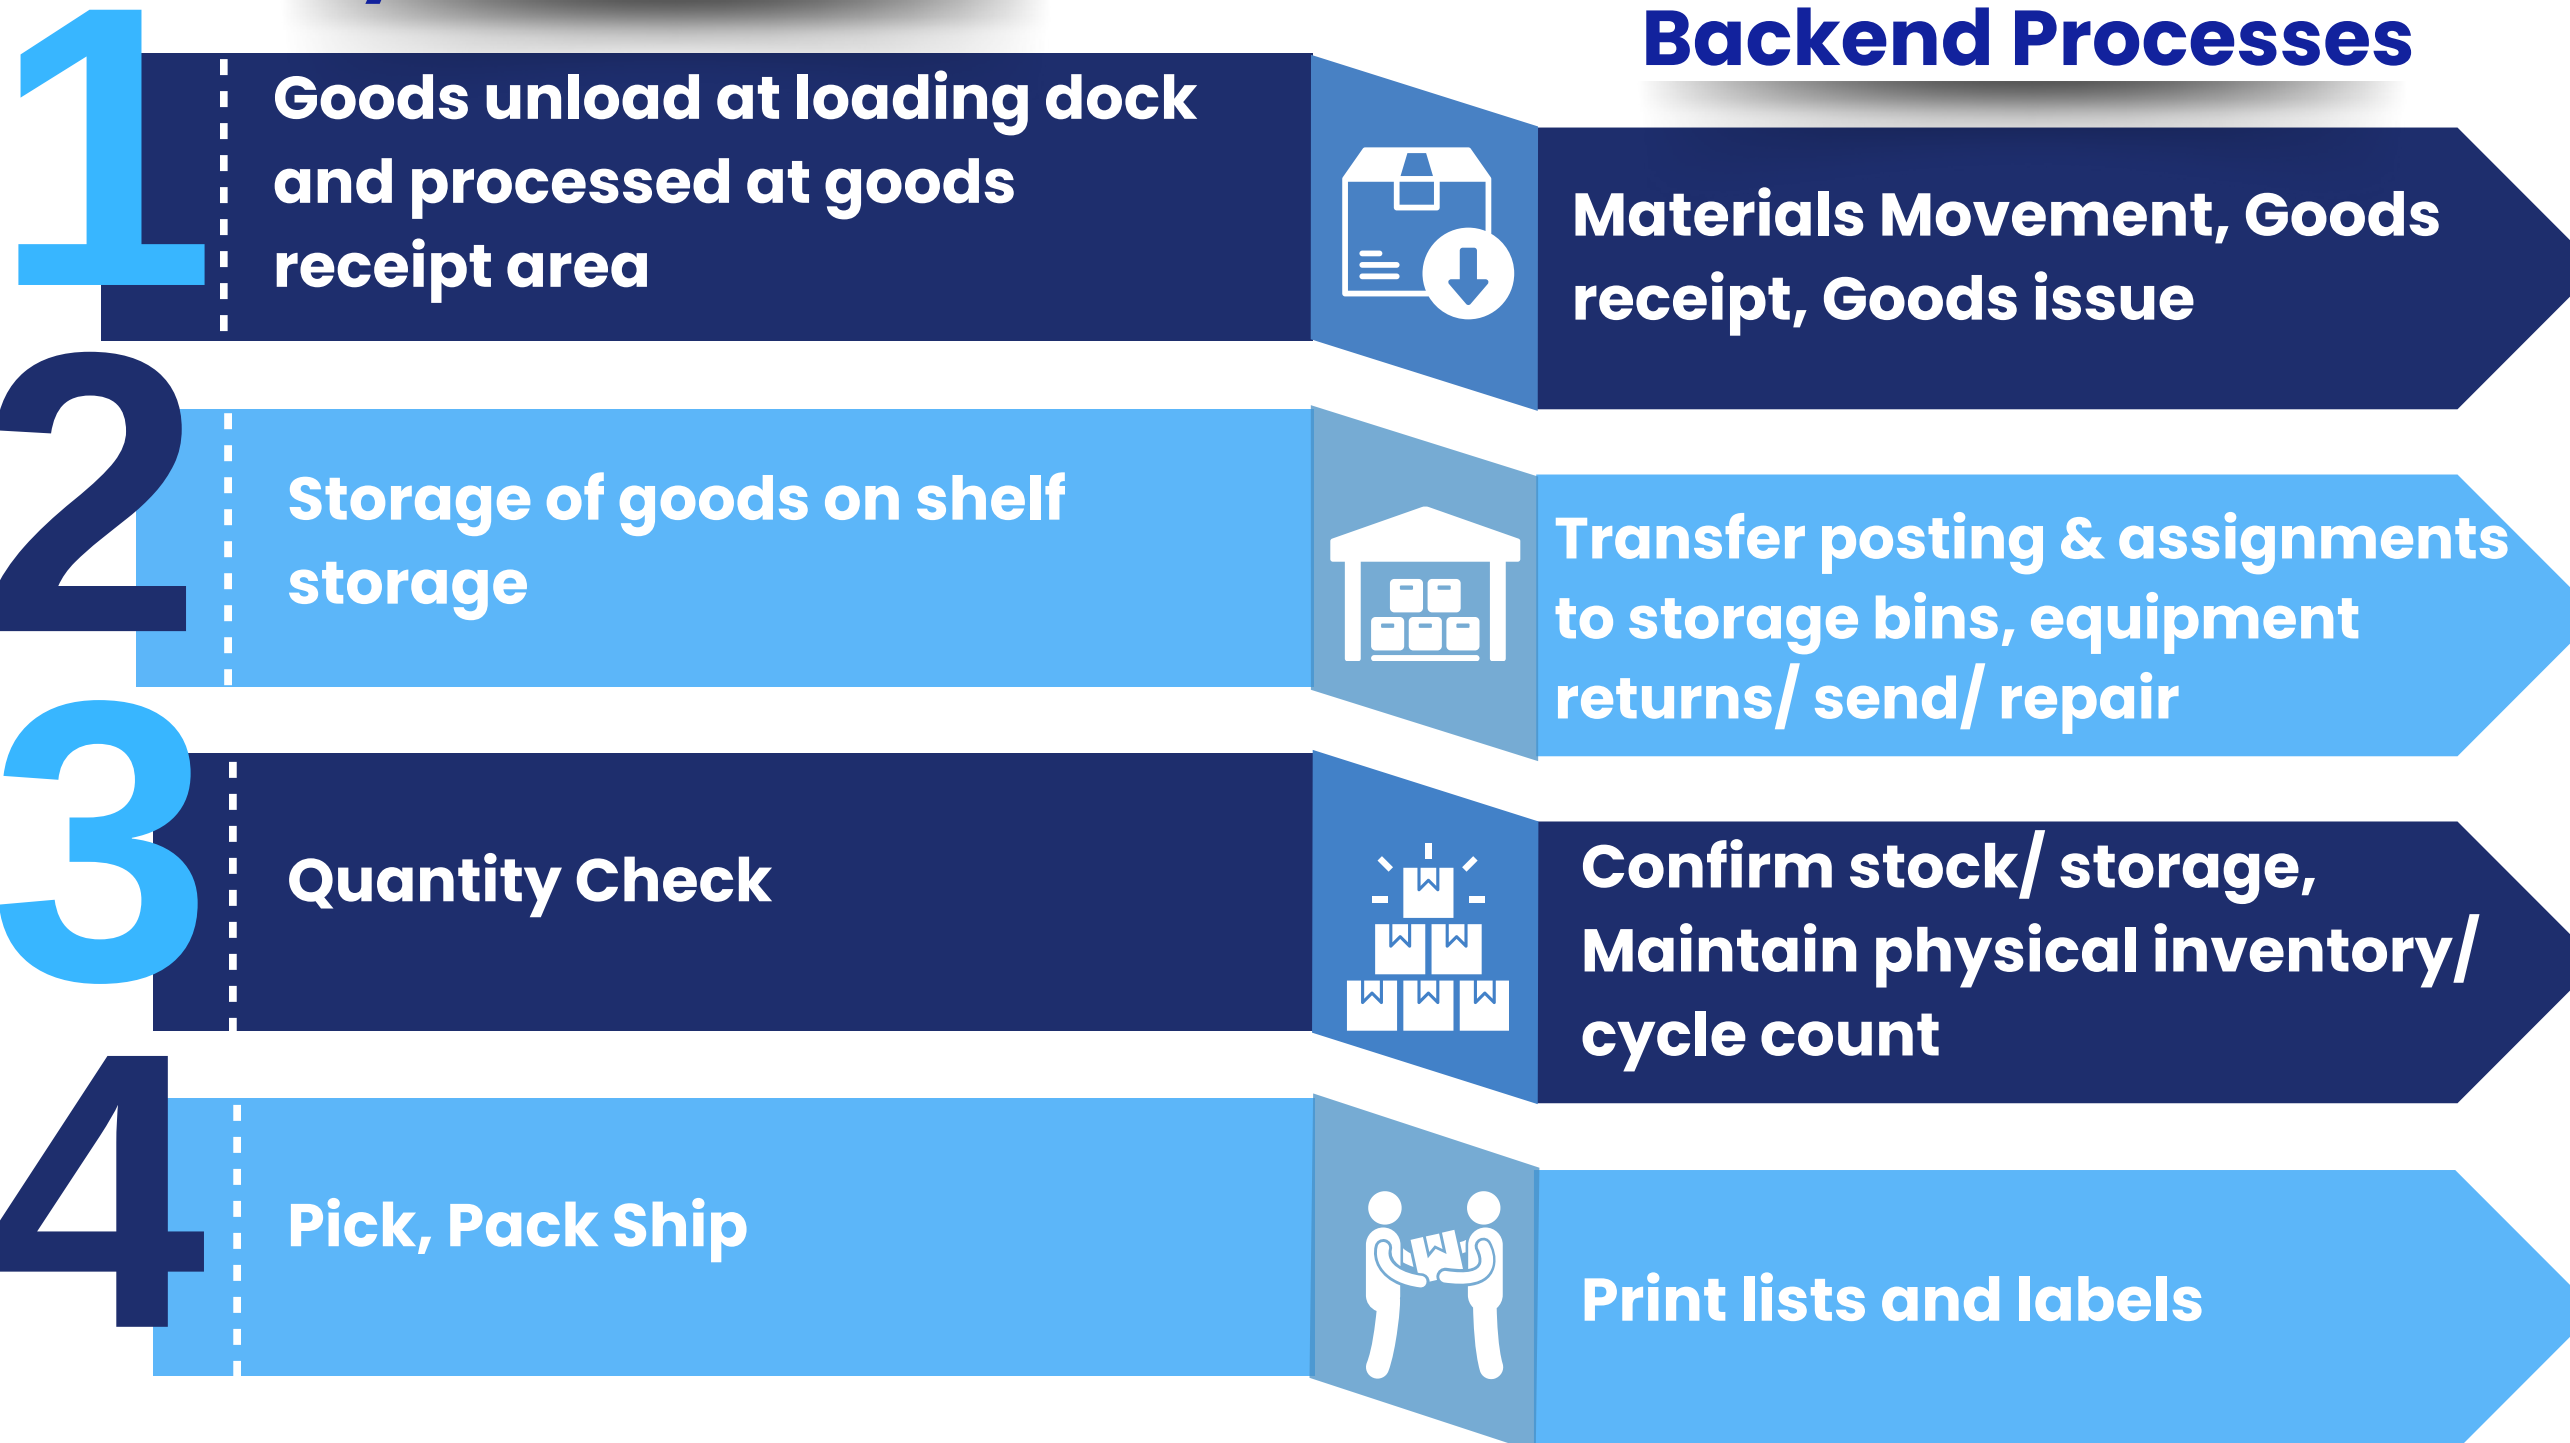 Backend Processes
1
Goods unload at loading dock
and processed at goods
receipt area
Materials Movement, Goods
receipt, Goods issue
2
Storage of goods on shelf
storage
Transfer posting & assignments
to storage bins, equipment
returns/ send/ repair
3
Quantity Check
Confirm stock/ storage,
Maintain physical inventory/
cycle count
4
Pick, Pack Ship
Print lists and labels